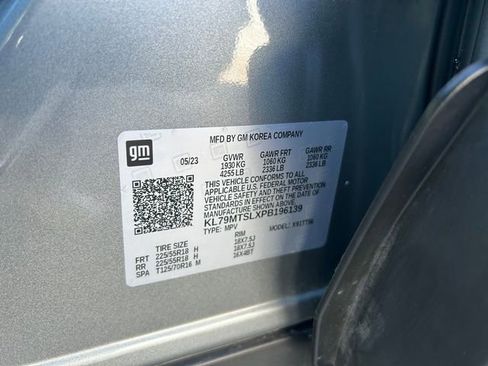 gm
MFD BY GM KOREA COMPANY
05/23 GVWR GAWR FRT GAWR RR
1930 KG 1060 KG 1060 KG
4255 LB 2336 LB 2336 LB
THIS VEHICLE CONFORMS TO ALL
APPLICABLE U.S. FEDERAL MOTOR
VEHICLE SAFETY AND THEFT PREVENTION
STANDARDS IN EFFECT ON THE DATE OF
MANUFACTURE SHOWN ABOVE.
KL79MTSLXPB196139
TYPE: MPV MODEL:
TIRE SIZE RIM
FRT 225/55R18 H 18X7.5J
RR 225/55R18 H 18X7.5J
SPA T125/70R16 M 16X4BT